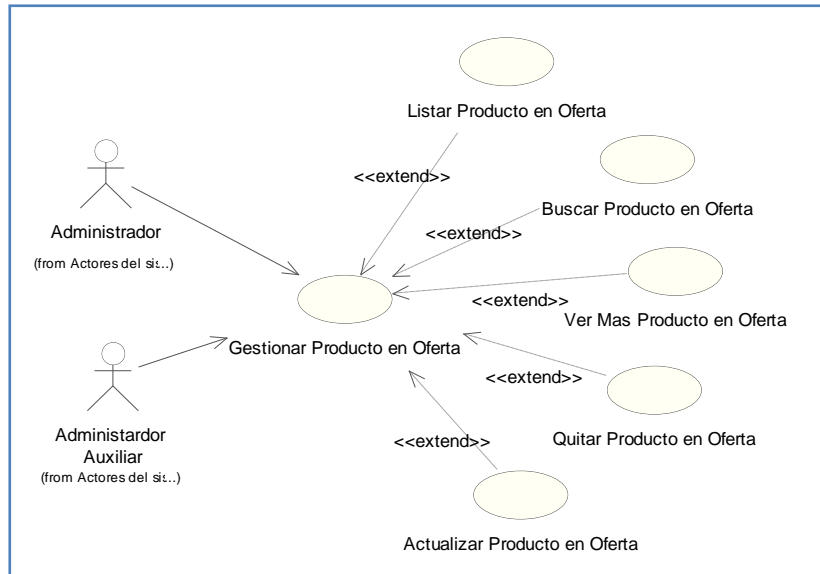 Listar Producto en Oferta
<<extend>>
Buscar Producto en Oferta
<<extend>>
Administrador
(from Actores del sis...)
<<extend>>
Ver Mas Producto en Oferta
Gestionar Producto en Oferta
<<extend>>
Administardor
Auxiliar
(from Actores del sis...)
<<extend>>
Quitar Producto en Oferta
Actualizar Producto en Oferta